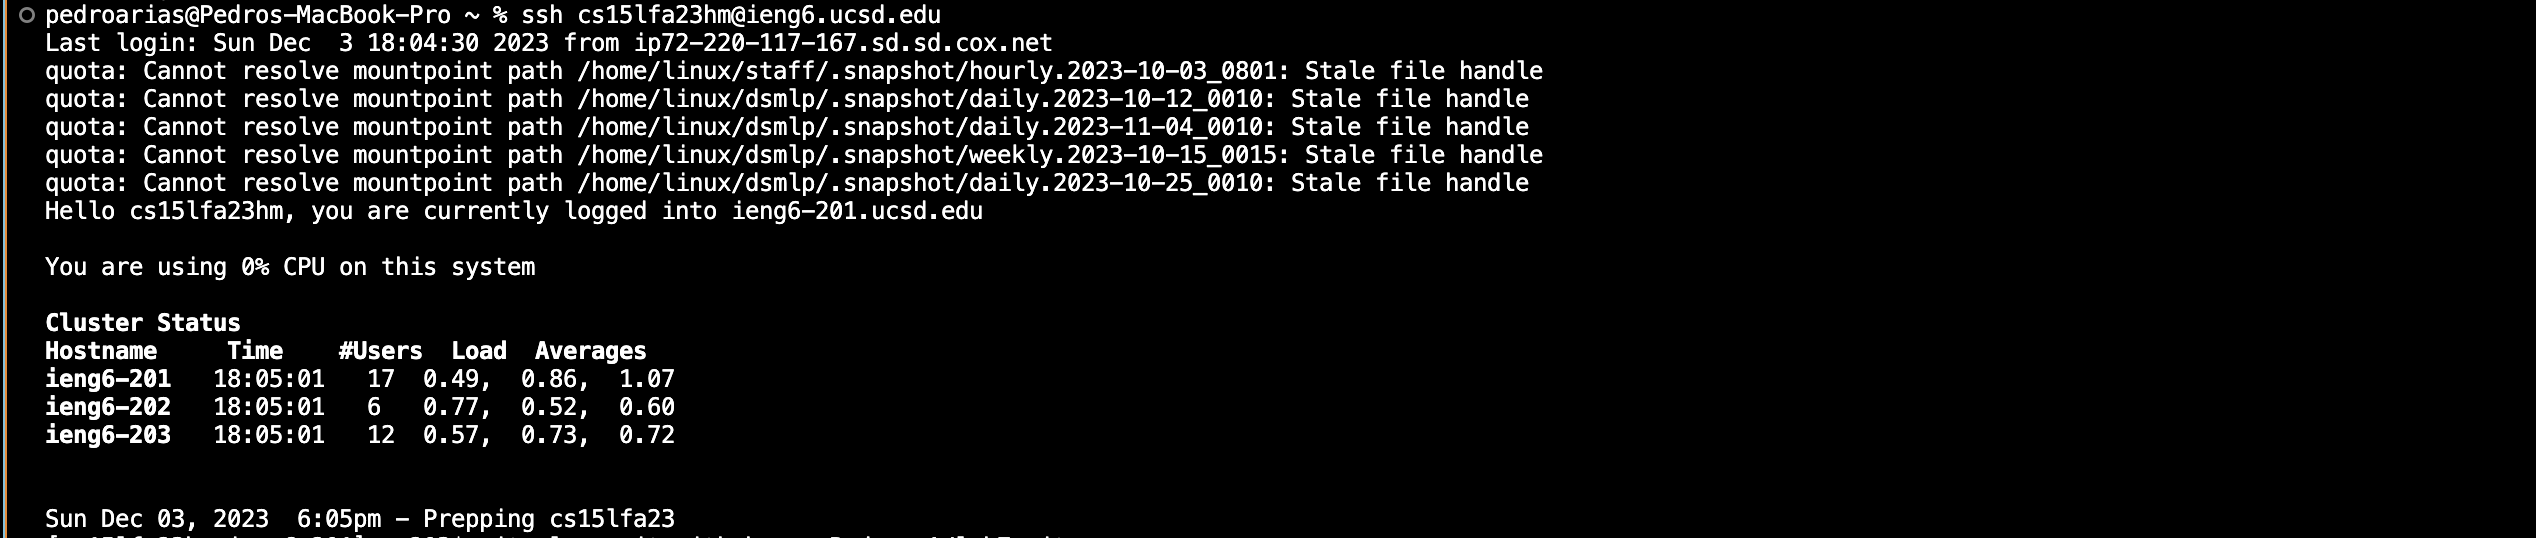 pedroarias@Pedros-MacBook-Pro ~ % ssh cs15lfa23hm@ieng6.ucsd.edu
Last login: Sun Dec  3 18:04:30 2023 from ip72-220-117-167.sd.sd.cox.net
quota: Cannot resolve mountpoint path /home/linux/staff/.snapshot/hourly.2023-10-03_0801: Stale file handle
quota: Cannot resolve mountpoint path /home/linux/dsmlp/.snapshot/daily.2023-10-12_0010: Stale file handle
quota: Cannot resolve mountpoint path /home/linux/dsmlp/.snapshot/daily.2023-11-04_0010: Stale file handle
quota: Cannot resolve mountpoint path /home/linux/dsmlp/.snapshot/weekly.2023-10-15_0015: Stale file handle
quota: Cannot resolve mountpoint path /home/linux/dsmlp/.snapshot/daily.2023-10-25_0010: Stale file handle
Hello cs15lfa23hm, you are currently logged into ieng6-201.ucsd.edu
You are using 0% CPU on this system
Cluster Status
Hostname     Time    #Users  Load  Averages
ieng6-201   18:05:01   17  0.49,  0.86,  1.07
ieng6-202   18:05:01   6   0.77,  0.52,  0.60
ieng6-203   18:05:01   12  0.57,  0.73,  0.72
Sun Dec 03, 2023  6:05pm - Prepping cs15lfa23